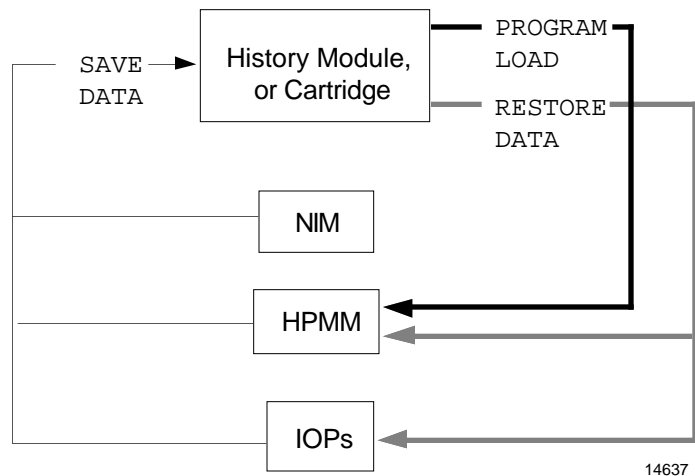 SAVE
DATA
History Module,
or Cartridge
PROGRAM
LOAD
RESTORE
DATA
NIM
HPMM
IOPs
14637